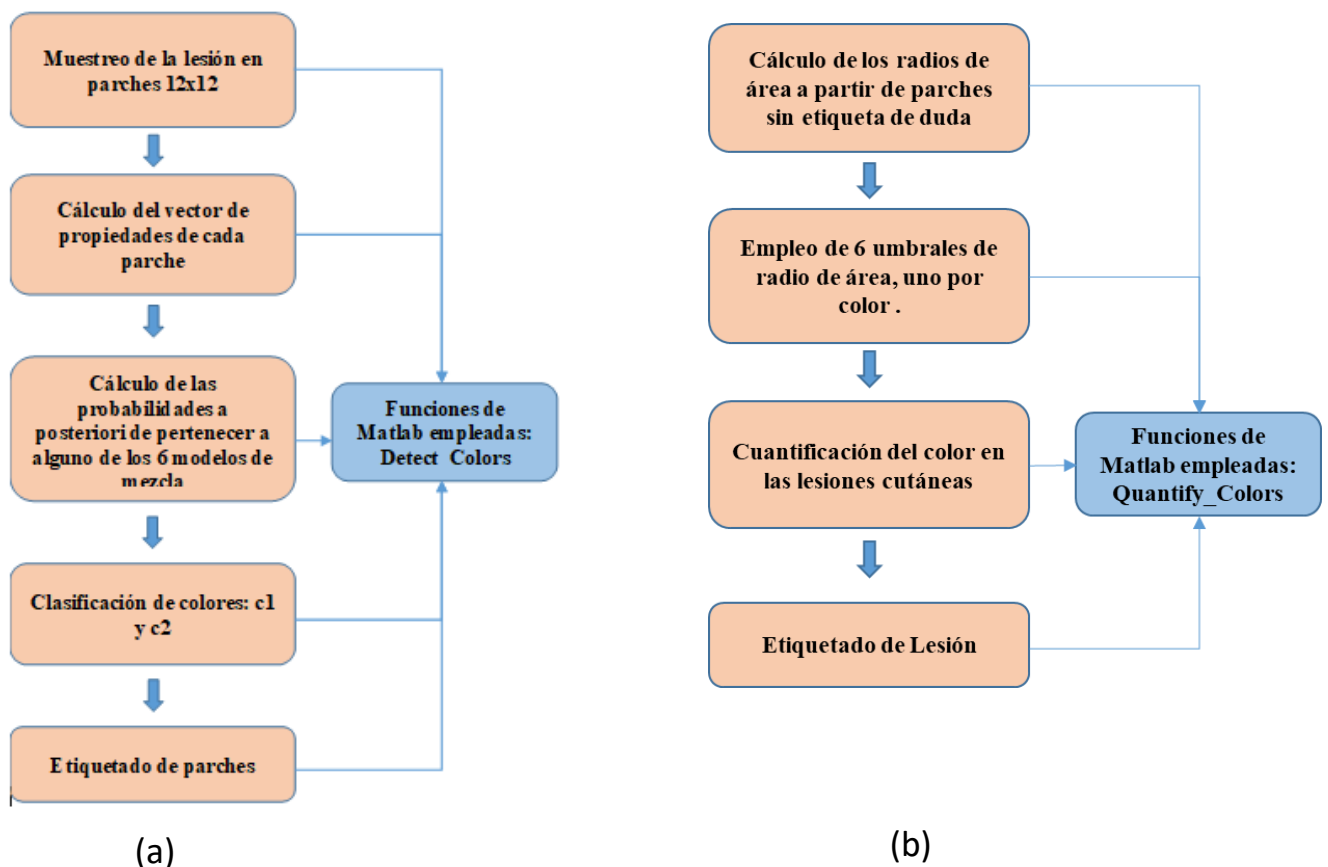 Muestreo de la lesión en
parches 12x12
Cálculo del vector de
propiedades de cada
parche
Cálculo de las
probabilidades a
posteriori de pertenecer a
alguno de los 6 modelos de
mezcla
Clasificación de colores: c1
y c2
Etiquetado de parches
Funciones de
Matlab empleadas:
Detect Colors
(a)
Cálculo de los radios de
área a partir de parches
sin etiqueta de duda
Empleo de 6 umbrales de
radio de área, uno por
color .
Cuantificación del color en
las lesiones cutáneas
Etiquetado de Lesión
Funciones de
Matlab empleadas:
Quantify_Colors
(b)